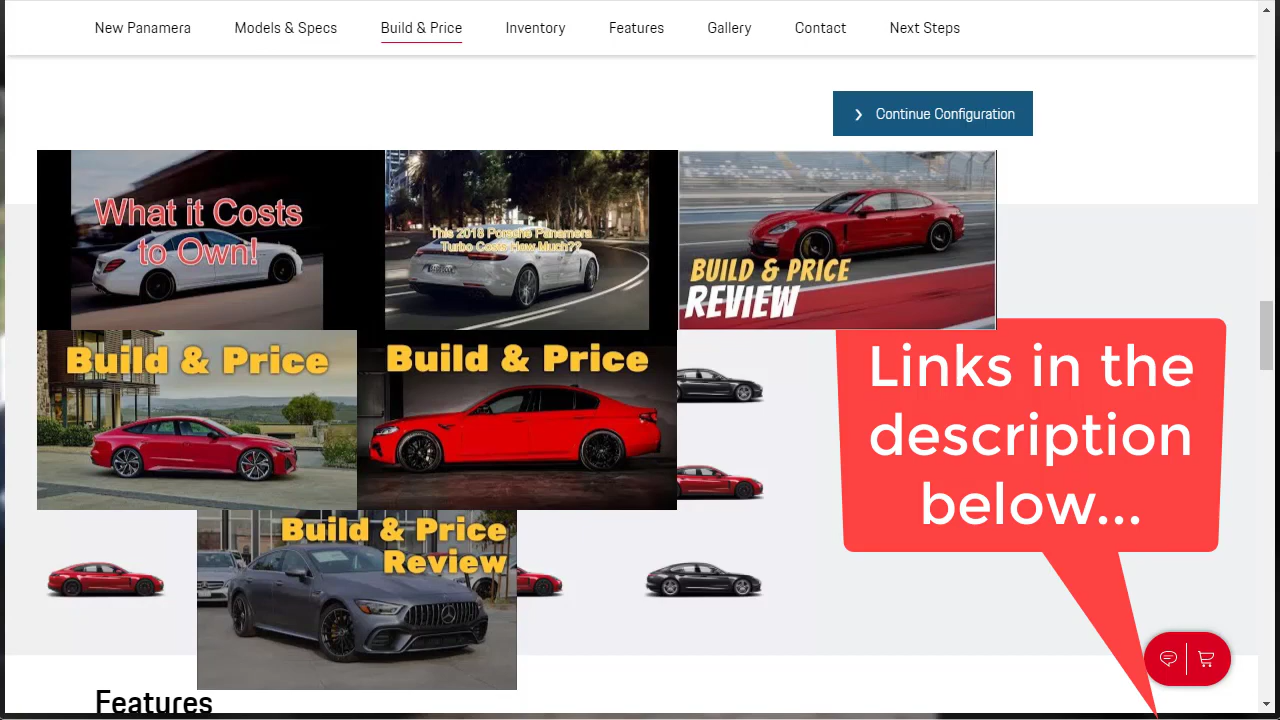 New Panamera
Models & Specs
Build & Price
Inventory
Features
Gallery
Contact
Next Steps
Continue Configuration
What it Costs
to Own!
This 2018 Porsche Panamera
Turbo Costs How Much??
BUILD & PRICE
REVIEW
Build & Price
Build & Price
Links in the
description
below...
Build & Price
Review
Features